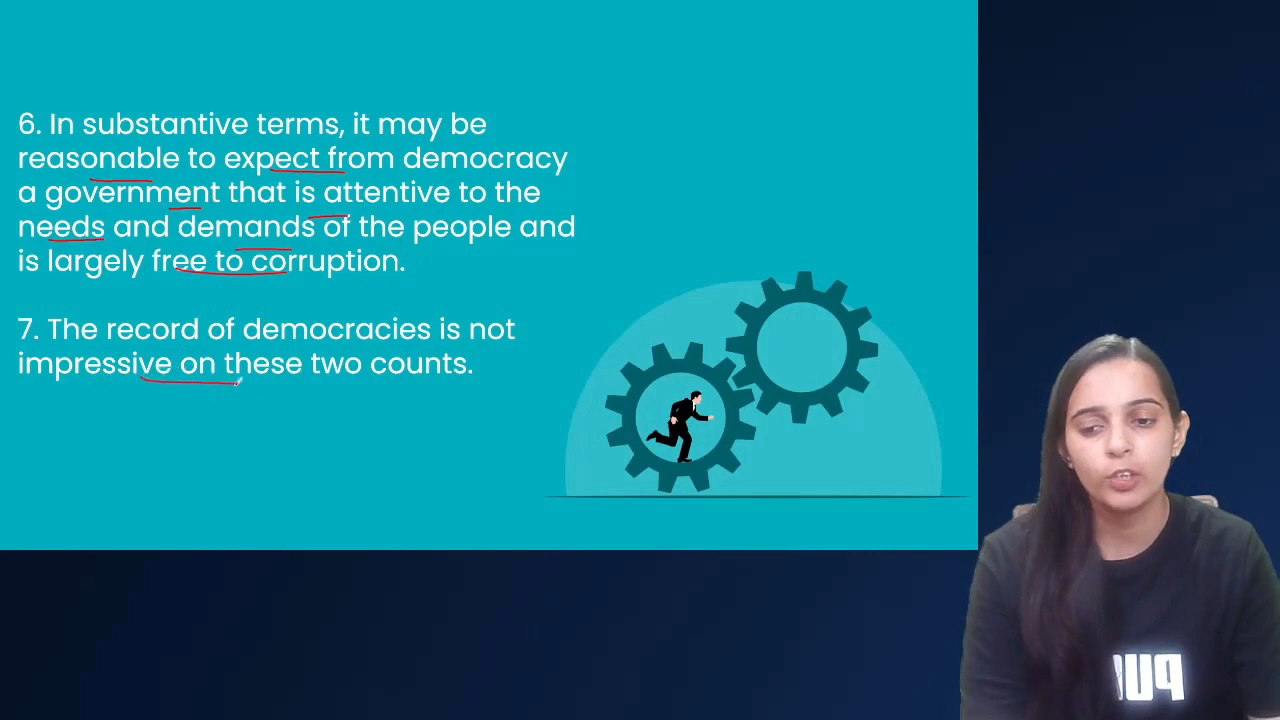 6. In substantive terms, it may be
reasonable to expect from democracy
a government that is attentive to the
needs and demands of the people and
is largely free to corruption.
7. The record of democracies is not
impressive on these two counts.